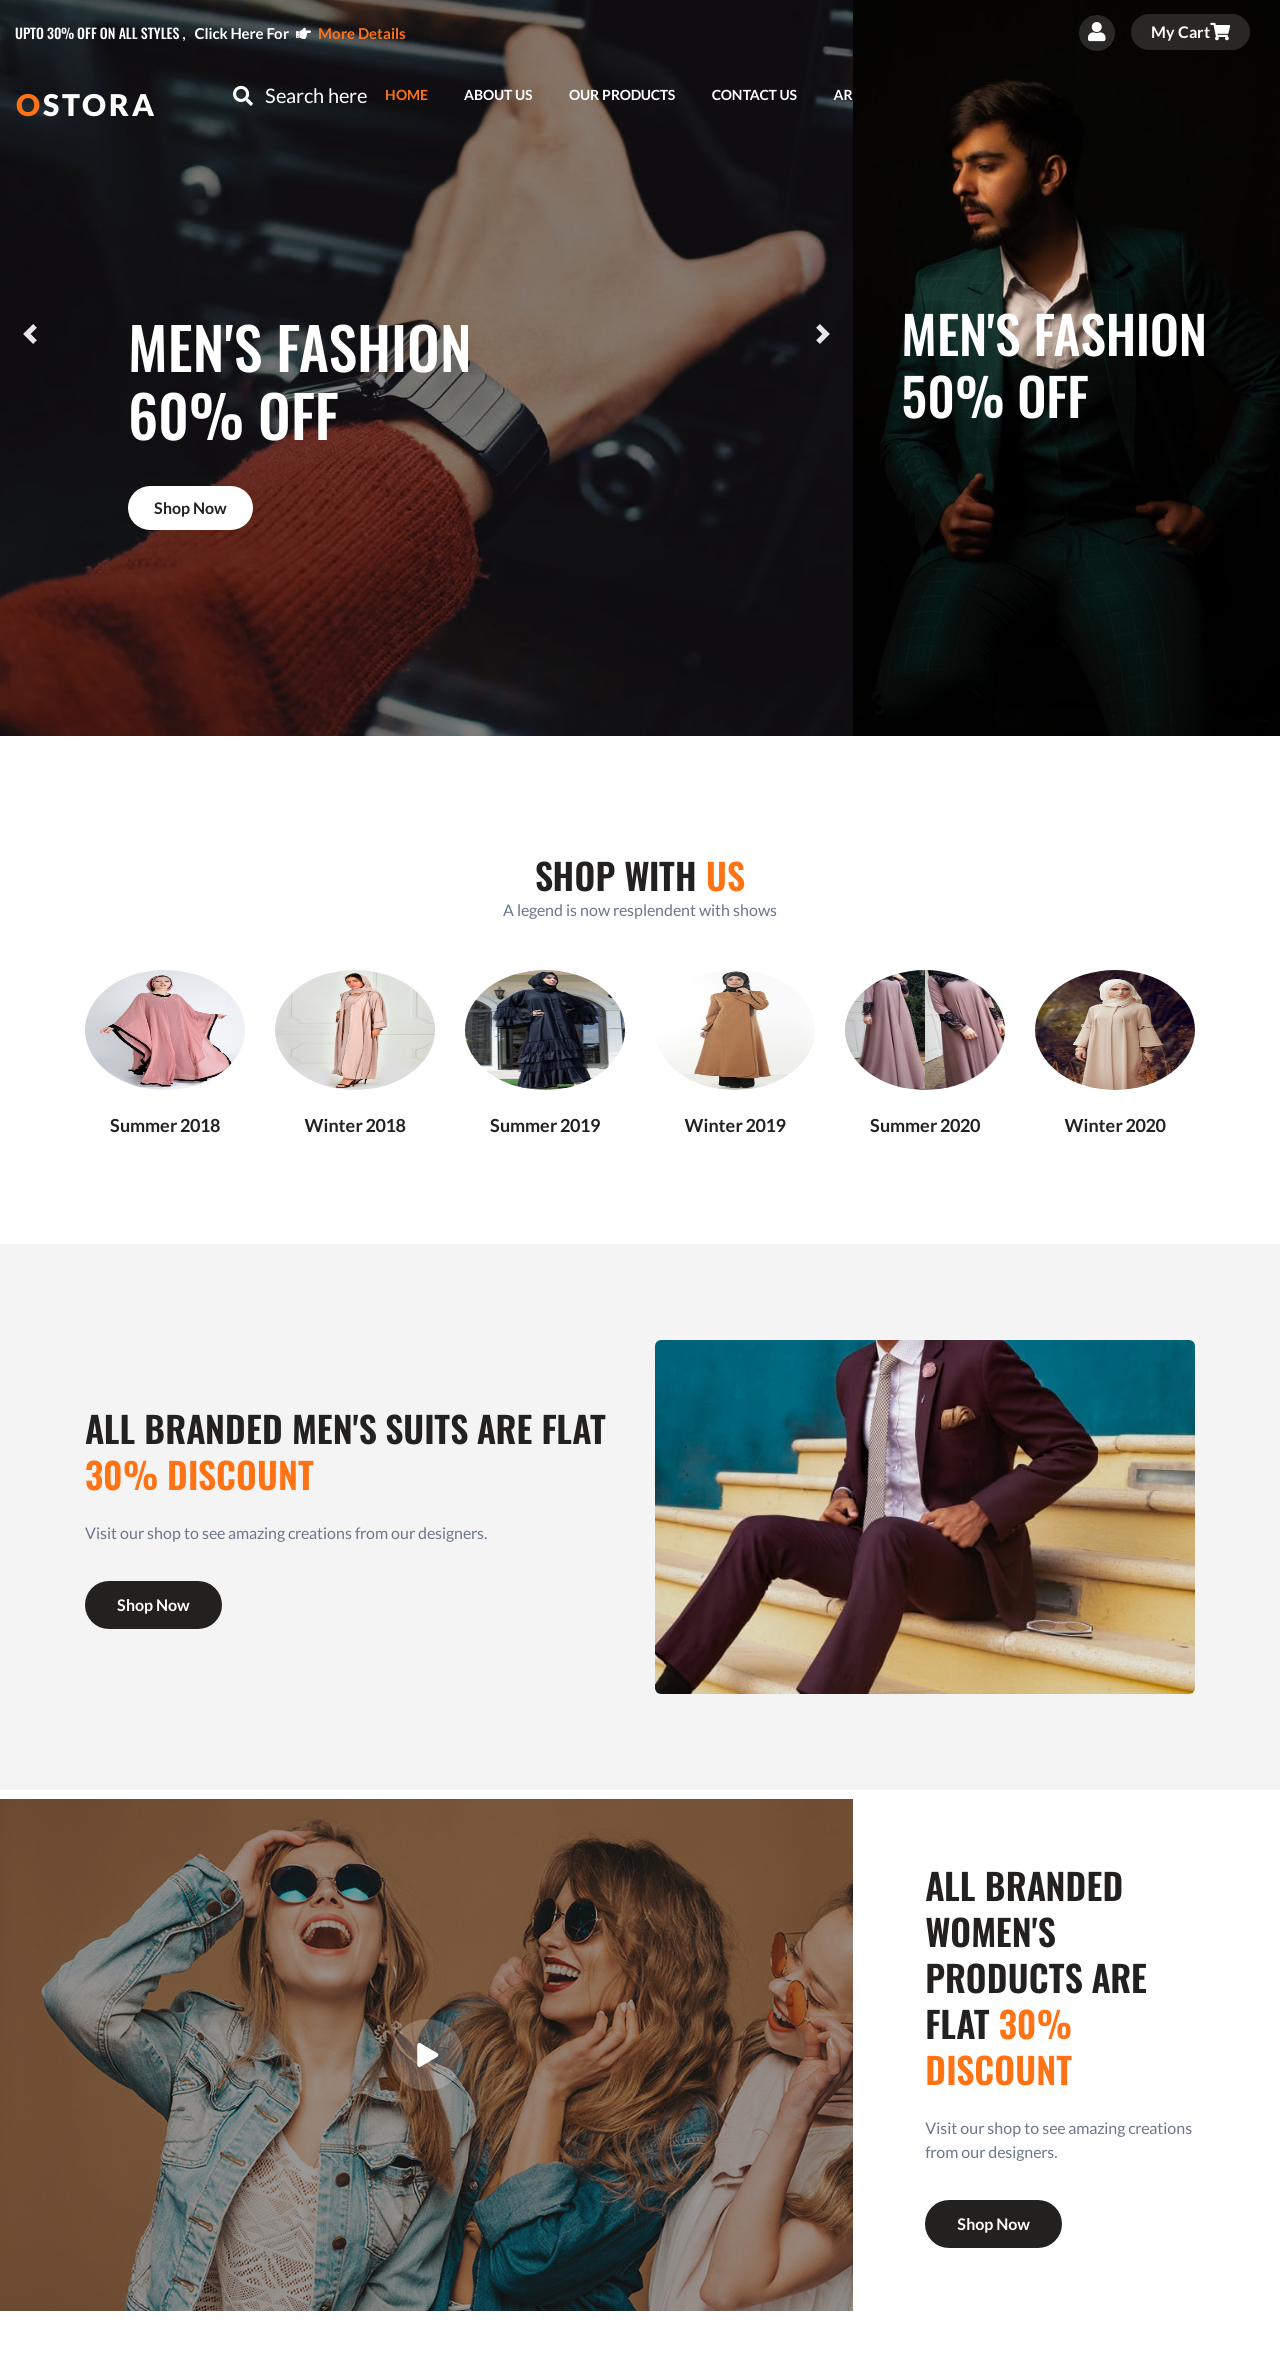 UPTO 30% OFF ON ALL STYLES , Click Here For More Details
My Cart
OSTORA
Search here
HOME
ABOUT US
OUR PRODUCTS
CONTACT US
AR
MEN'S FASHION
60% OFF
Shop Now
MEN'S FASHION
50% OFF
SHOP WITH US
A legend is now resplendent with shows
Summer 2018
Winter 2018
Summer 2019
Winter 2019
Summer 2020
Winter 2020
ALL BRANDED MEN'S SUITS ARE FLAT
30% DISCOUNT
Visit our shop to see amazing creations from our designers.
Shop Now
ALL BRANDED
WOMEN'S
PRODUCTS ARE
FLAT 30%
DISCOUNT
Visit our shop to see amazing creations
from our designers.
Shop Now